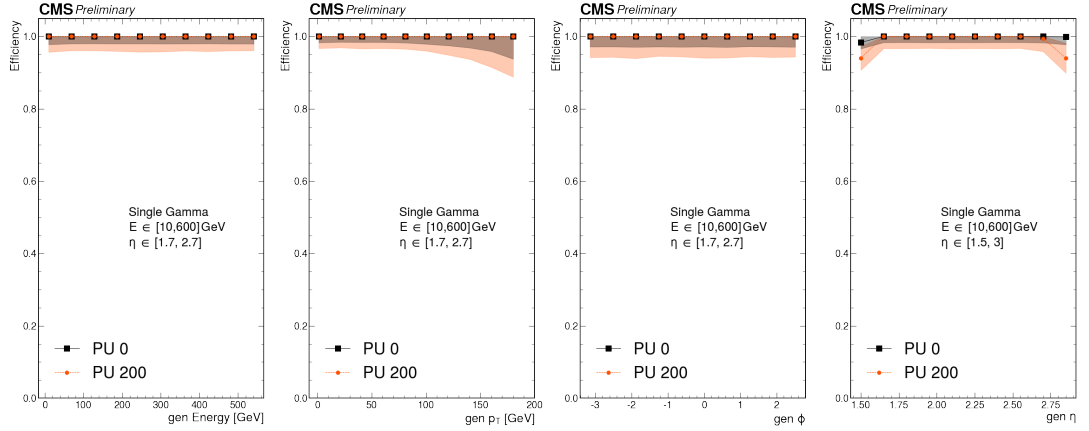 CMS Preliminary
Efficiency
1.0
0.8
0.6
0.4
0.2
0.0
Single Gamma
E ∈ [10,600]GeV
η ∈ [1.7, 2.7]
PU 0
PU 200
0 100 200 300 400 500
gen Energy [GeV]
CMS Preliminary
Efficiency
1.0
0.8
0.6
0.4
0.2
0.0
Single Gamma
E ∈ [10,600]GeV
η ∈ [1.7, 2.7]
PU 0
PU 200
0 50 100 150 200
gen pT [GeV]
CMS Preliminary
Efficiency
1.0
0.8
0.6
0.4
0.2
0.0
Single Gamma
E ∈ [10,600]GeV
η ∈ [1.7, 2.7]
PU 0
PU 200
-3 -2 -1 0 1 2
gen ϕ
CMS Preliminary
Efficiency
1.0
0.8
0.6
0.4
0.2
0.0
Single Gamma
E ∈ [10,600]GeV
η ∈ [1.5, 3]
PU 0
PU 200
1.50 1.75 2.00 2.25 2.50 2.75
gen η